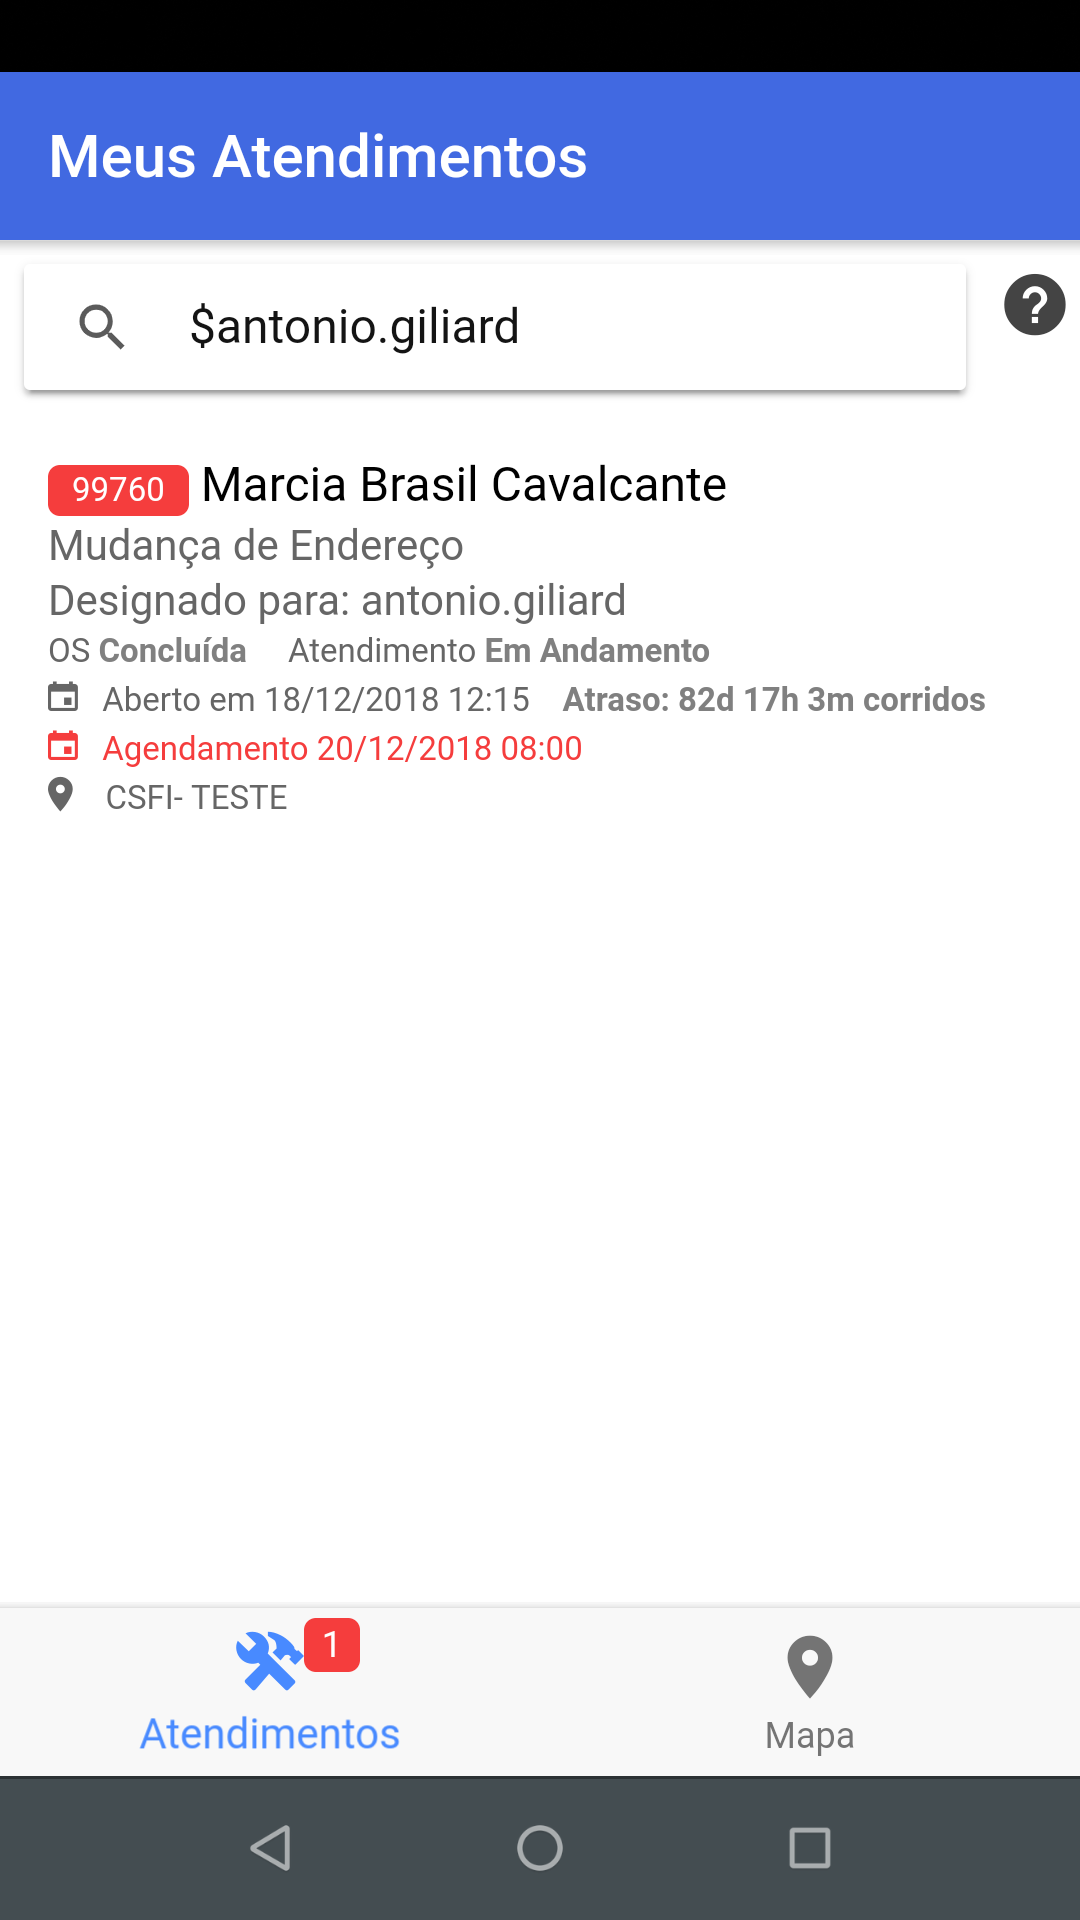 Meus Atendimentos
$antonio.giliard
99760 Marcia Brasil Cavalcante
Mudança de Endereço
Designado para: antonio.giliard
OS Concluída Atendimento Em Andamento
Aberto em 18/12/2018 12:15 Atraso: 82d 17h 3m corridos
Agendamento 20/12/2018 08:00
CSFI- TESTE
1
Atendimentos Mapa